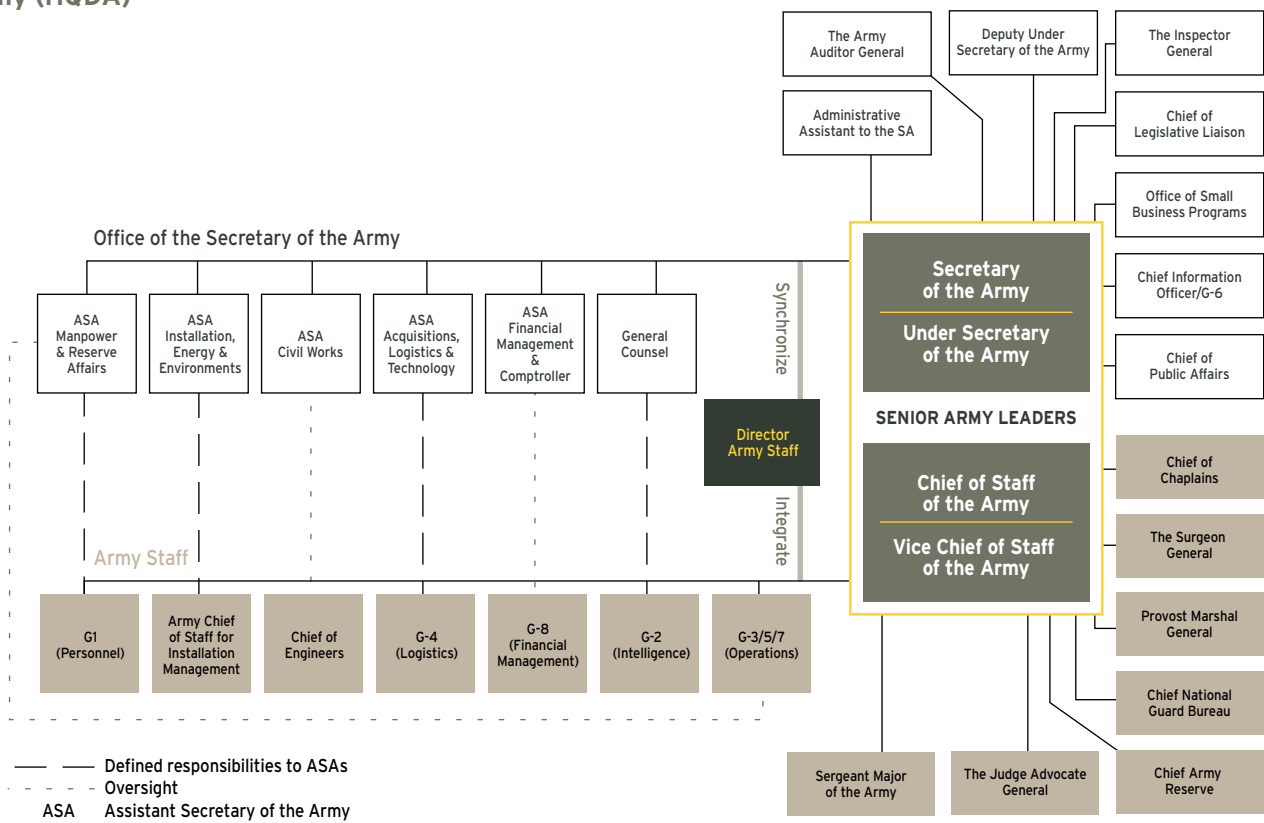 (HQDA)
The Army
Auditor General
Deputy Under
Secretary of the Army
The Inspector
General
Administrative
Assistant to the SA
Chief of
Legislative Liaison
Office of Small
Business Programs
Chief Information
Officer/G-6
Chief of
Public Affairs
Office of the Secretary of the Army
ASA
Manpower
& Reserve
Affairs
ASA
Installation,
Energy &
Environments
ASA
Civil Works
ASA
Acquisitions,
Logistics &
Technology
ASA
Financial
Management
&
Comptroller
General
Counsel
Synchronize
Director
Army Staff
Integrate
Secretary
of the Army
Under Secretary
of the Army
SENIOR ARMY LEADERS
Chief of Staff
of the Army
Vice Chief of Staff
of the Army
Army Staff
G1
(Personnel)
Army Chief
of Staff for
Installation
Management
Chief of
Engineers
G-4
(Logistics)
G-8
(Financial
Management)
G-2
(Intelligence)
G-3/5/7
(Operations)
Chief of
Chaplains
The Surgeon
General
Provost Marshal
General
Chief National
Guard Bureau
Sergeant Major
of the Army
The Judge Advocate
General
Chief Army
Reserve
Defined responsibilities to ASAs
Oversight
ASA Assistant Secretary of the Army